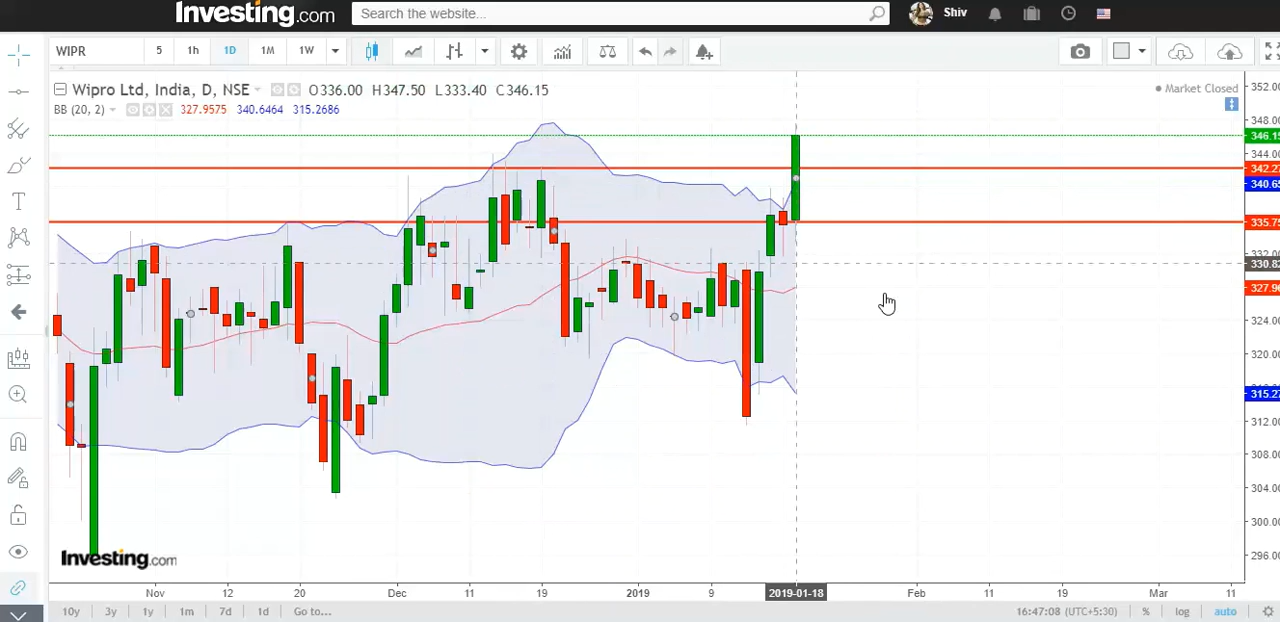 Investing.com Search the website... Shiv
WIPR 5 1h 1D 1M 1W
Wipro Ltd, India, D, NSE O336.00 H347.50 L333.40 C346.15
Market Closed
BB (20, 2) 327.9575 340.6464 315.2686
352.00
348.00
346.15
344.00
342.27
340.65
335.75
332.00
330.82
327.96
324.00
320.00
315.27
312.00
308.00
304.00
300.00
296.00
Investing.com
Nov 12 20 Dec 11 19 2019 9 2019-01-18 Feb 11 19 Mar 11
10y 3y 1y 1m 7d 1d Go to... 16:47:08 (UTC+5:30) % log auto